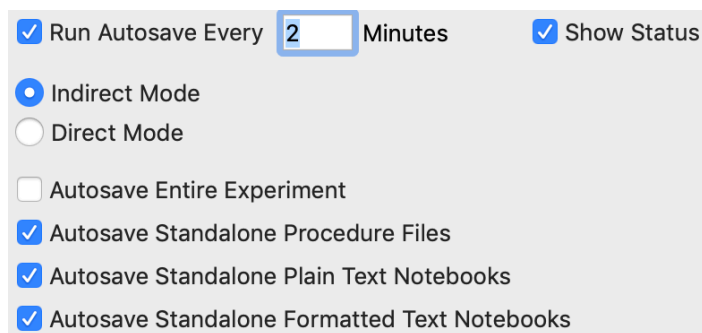 Run Autosave Every 2 Minutes Show Status
Indirect Mode
Direct Mode
Autosave Entire Experiment
Autosave Standalone Procedure Files
Autosave Standalone Plain Text Notebooks
Autosave Standalone Formatted Text Notebooks